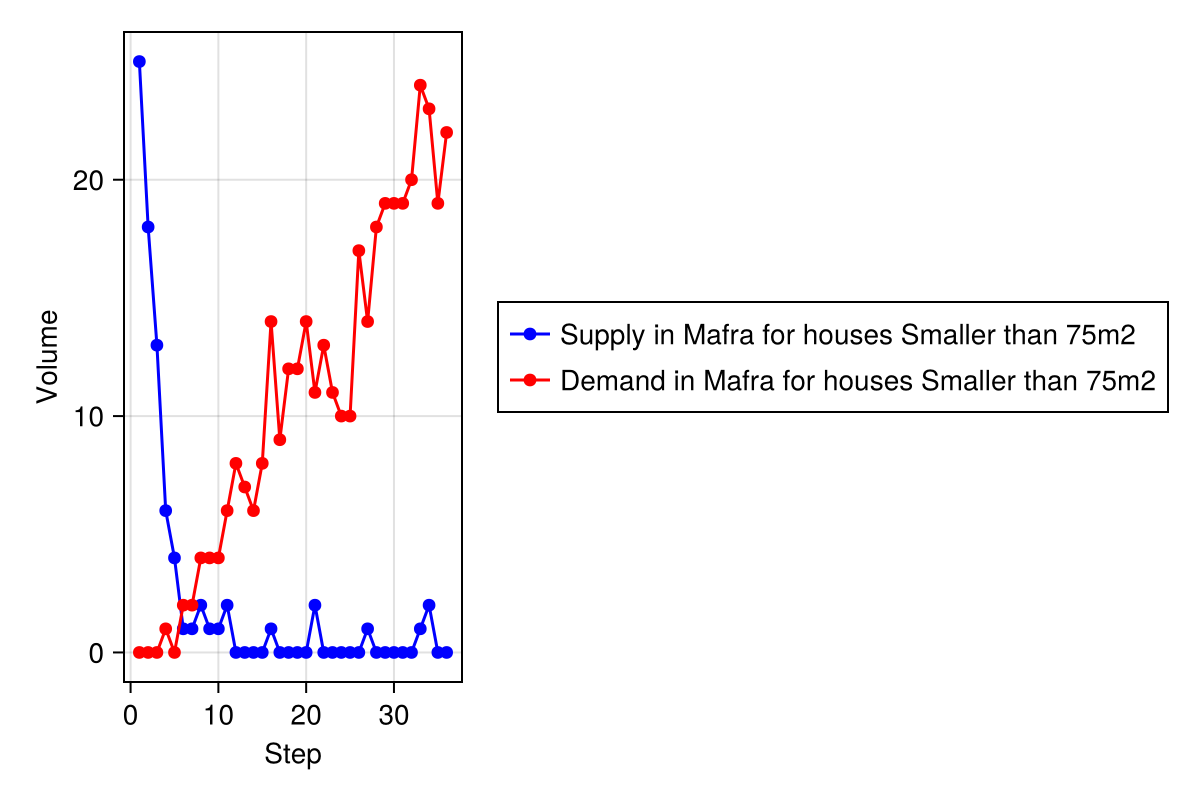 Volume
20
10
0
0 10 20 30
Step
Supply in Mafra for houses Smaller than 75m2
Demand in Mafra for houses Smaller than 75m2